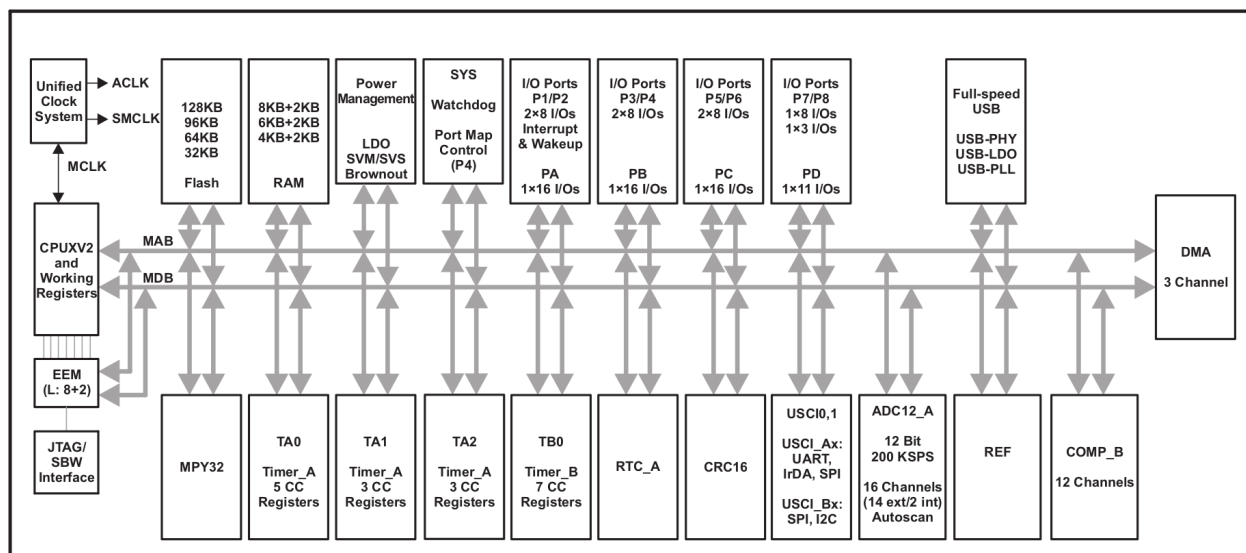 Unified
Clock
System
ACLK
SMCLK
MCLK
128KB
96KB
64KB
32KB
Flash
8KB+2KB
6KB+2KB
4KB+2KB
RAM
Power
Management
LDO
SVM/SVS
Brownout
SYS
Watchdog
Port Map
Control
(P4)
I/O Ports
P1/P2
2×8 I/Os
Interrupt
& Wakeup
PA
1×16 I/Os
I/O Ports
P3/P4
2×8 I/Os
PB
1×16 I/Os
I/O Ports
P5/P6
2×8 I/Os
PC
1×16 I/Os
I/O Ports
P7/P8
1×8 I/Os
1×3 I/Os
PD
1×11 I/Os
Full-speed
USB
USB-PHY
USB-LDO
USB-PLL
CPUXV2
and
Working
Registers
MAB
MDB
DMA
3 Channel
EEM
(L: 8+2)
JTAG/
SBW
Interface
MPY32
TA0
Timer_A
5 CC
Registers
TA1
Timer_A
3 CC
Registers
TA2
Timer_A
3 CC
Registers
TB0
Timer_B
7 CC
Registers
RTC_A
CRC16
USCI0,1
USCI_Ax:
UART,
IrDA, SPI
USCI_Bx:
SPI, I2C
ADC12_A
12 Bit
200 KSPS
16 Channels
(14 ext/2 int)
Autoscan
REF
COMP_B
12 Channels